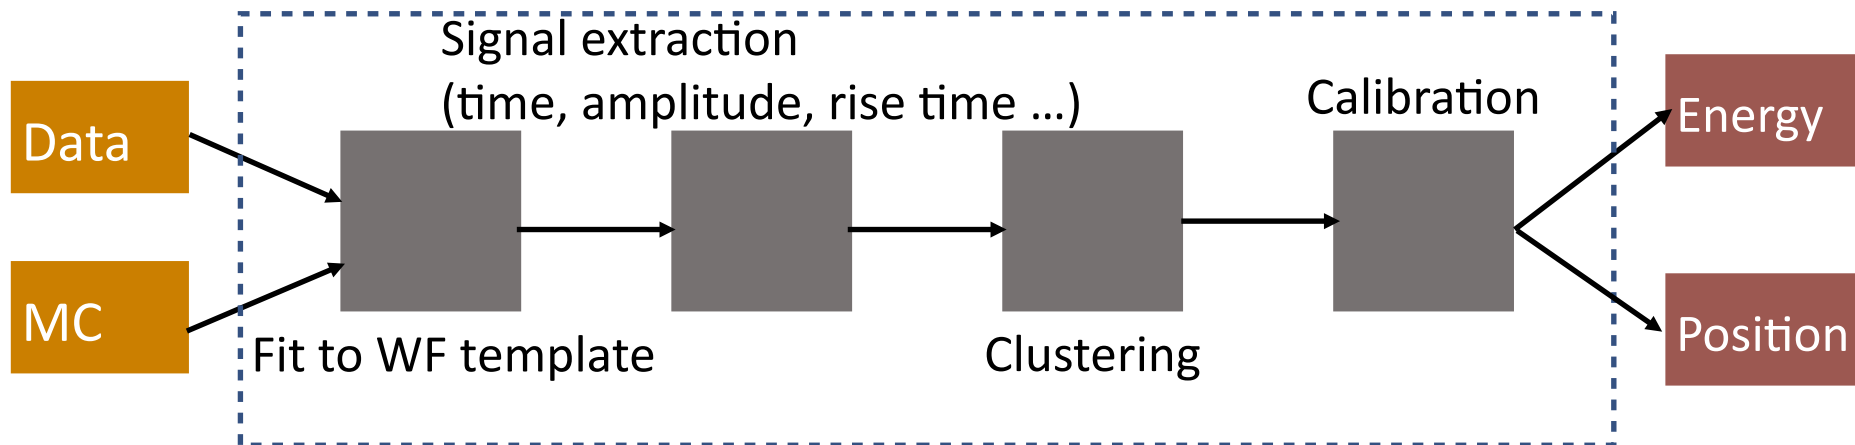 Signal extraction
(time, amplitude, rise time ...)
Calibration
Energy
Data
MC
Fit to WF template
Clustering
Position